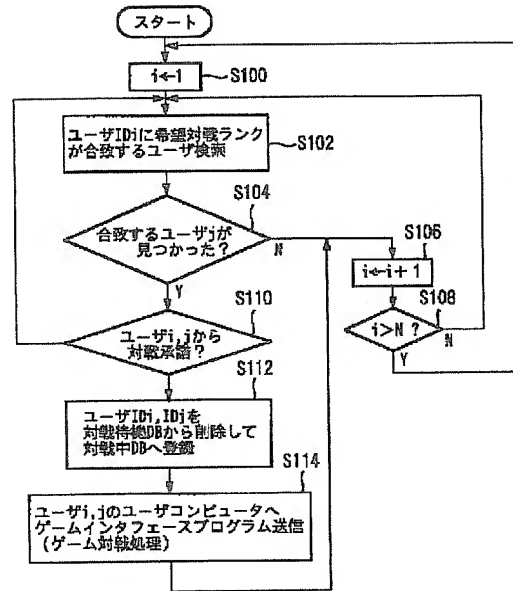 スタート
i←1
S100
ユーザIDiに希望対戦ランク
が合致するユーザ検索
S102
S104
合致するユーザjが
見つかった？
N
Y
S106
i←i+1
S108
i>N ?
N
Y
S110
ユーザi,jから
対戦承諾？
S112
ユーザIDi,IDjを
対戦待機DBから削除して
対戦中DBへ登録
S114
ユーザi,jのユーザコンピュータへ
ゲームインタフェースプログラム送信
(ゲーム対戦処理)